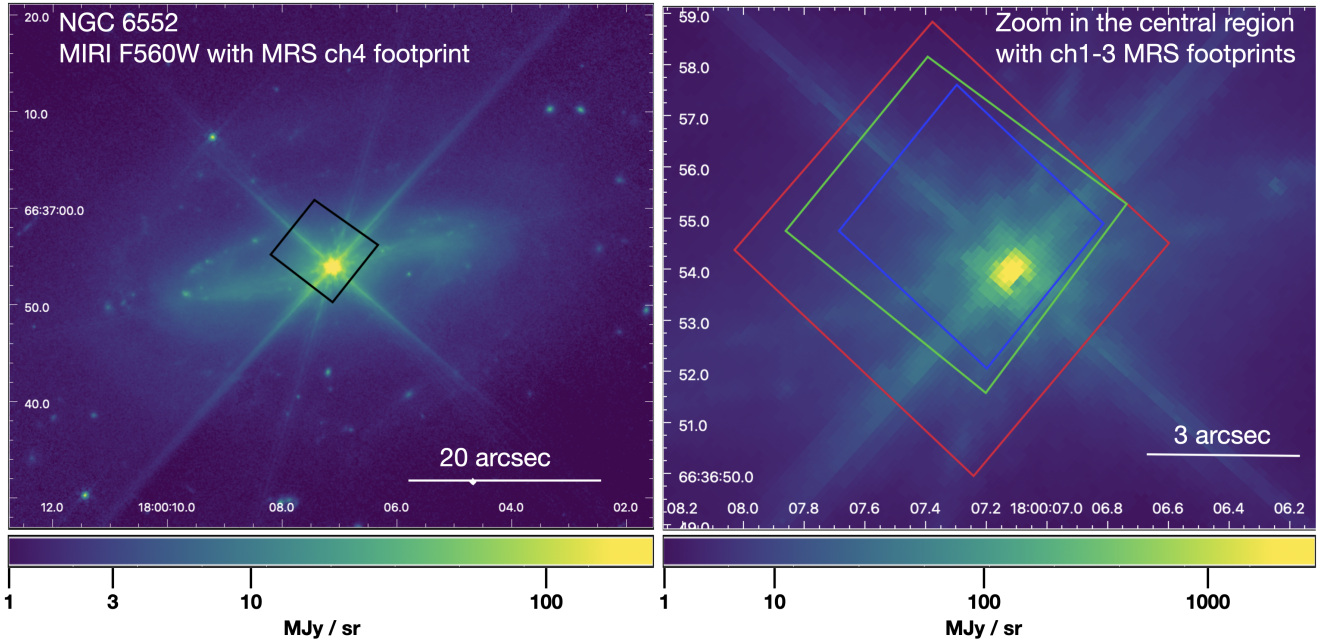 NGC 6552
MIRI F560W with MRS ch4 footprint
20.0
10.0
66:37:00.0
50.0
40.0
20 arcsec
12.0 18:00:10.0 08.0 06.0 04.0 02.0
1 3 10 100
MJy / sr
Zoom in the central region
with ch1-3 MRS footprints
59.0
58.0
57.0
56.0
55.0
54.0
53.0
52.0
51.0
66:36:50.0
49.0
3 arcsec
08.2 08.0 07.8 07.6 07.4 07.2 18:00:07.0 06.8 06.6 06.4 06.2
1 10 100 1000
MJy / sr